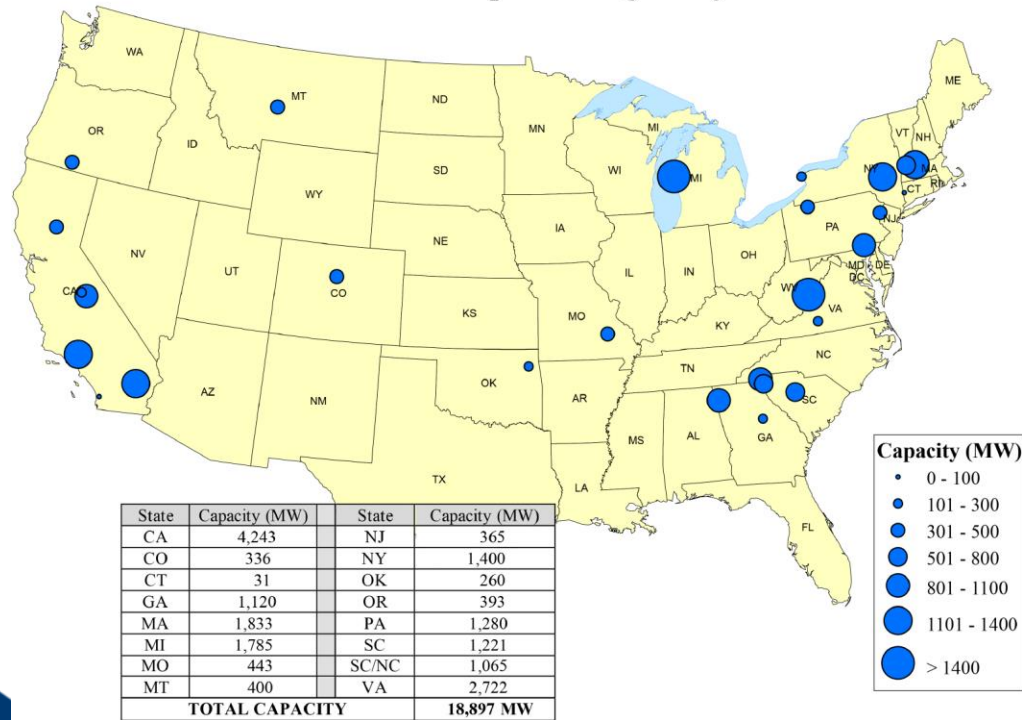 WA
MT
ND
MN
ME
OR
ID
WY
SD
WI
MI
MI
NY
VT
NH
MA
CT
RI
NV
UT
CO
NE
IA
IL
IN
OH
PA
NJ
MD
DE
DC
CA
KS
MO
KY
WV
VA
AZ
NM
OK
AR
TN
NC
SC
MS
AL
GA
TX
LA
FL
State Capacity (MW) State Capacity (MW)
CA 4,243 NJ 365
CO 336 NY 1,400
CT 31 OK 260
GA 1,120 OR 393
MA 1,833 PA 1,280
MI 1,785 SC 1,221
MO 443 SC/NC 1,065
MT 400 VA 2,722
TOTAL CAPACITY 18,897 MW
Capacity (MW)
0 - 100
101 - 300
301 - 500
501 - 800
801 - 1100
1101 - 1400
> 1400